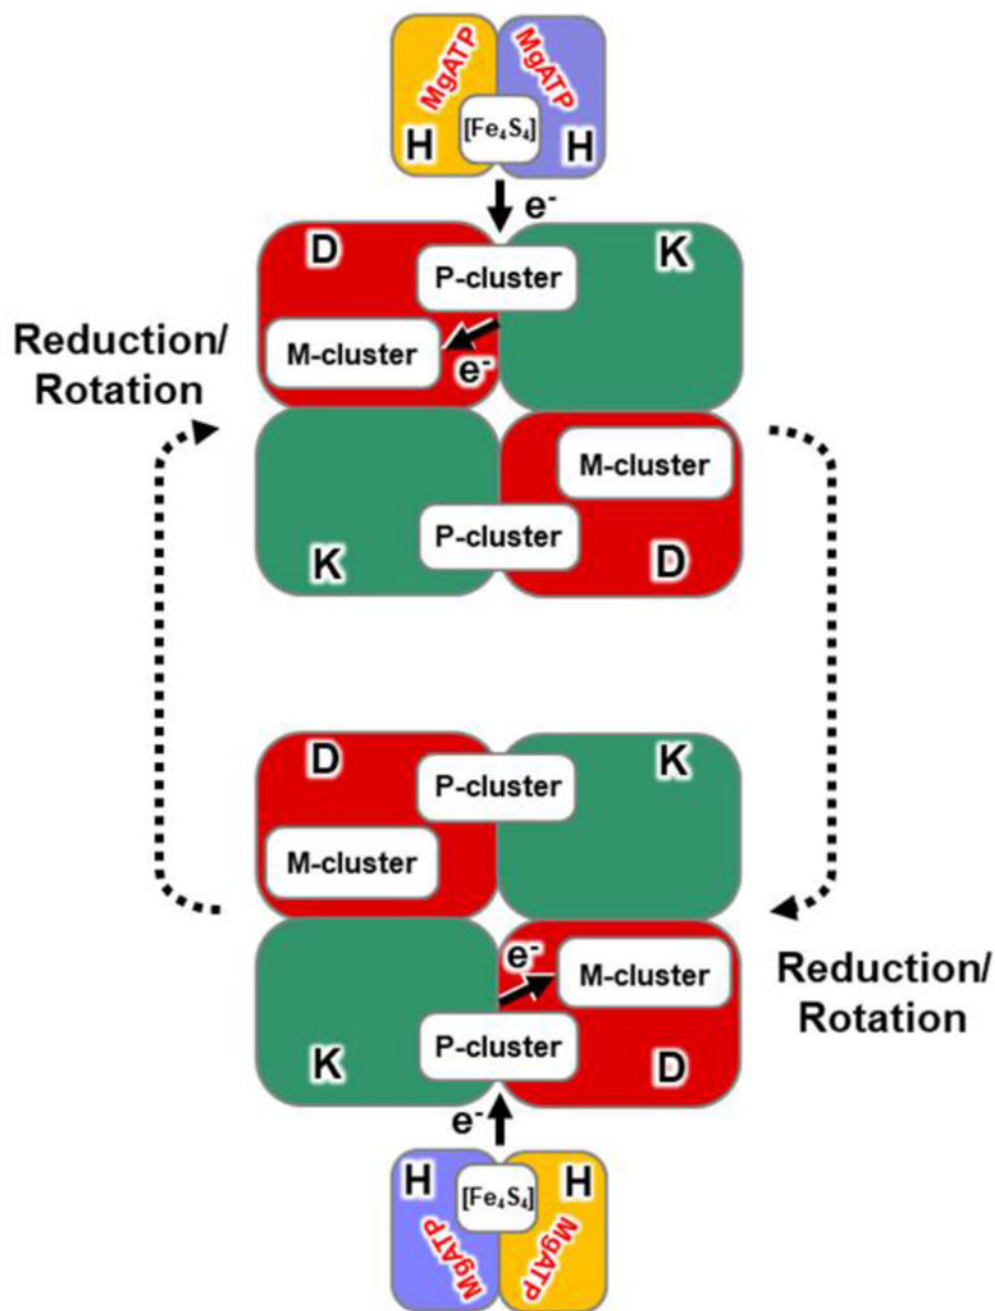 MgATP
MgATP
H
[Fe₄S₄]
H
e⁻
D
K
P-cluster
Reduction/
Rotation
M-cluster
e⁻
M-cluster
P-cluster
K
D
D
K
P-cluster
M-cluster
e⁻
M-cluster
Reduction/
Rotation
P-cluster
K
D
e⁻
H
[Fe₄S₄]
H
MgATP
MgATP